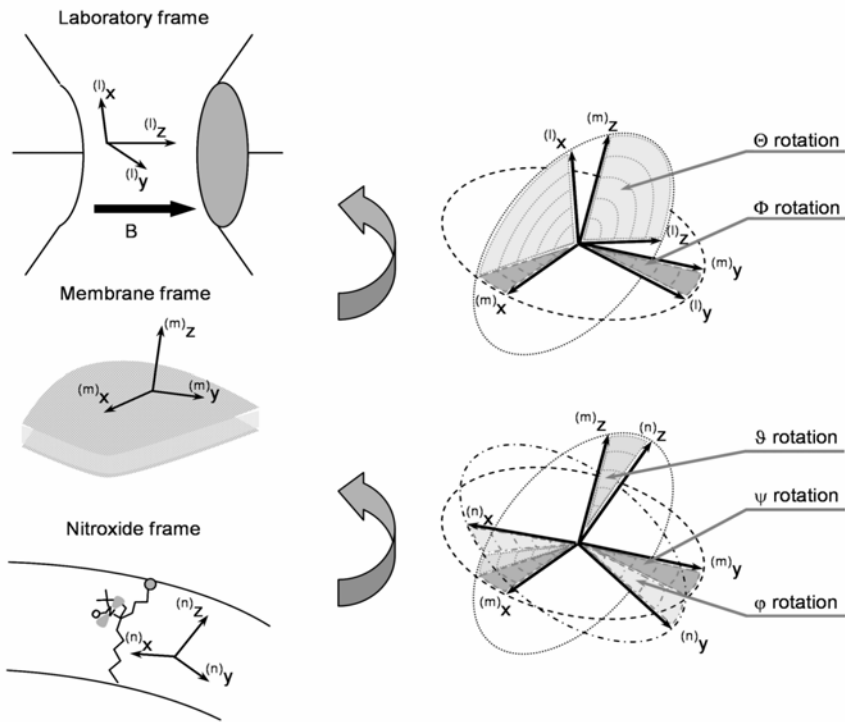 Laboratory frame
(l)x
(l)z
(l)y
B
Membrane frame
(m)z
(m)x
(m)y
Nitroxide frame
(n)z
(n)x
(n)y
(l)x
(m)z
Θ rotation
Φ rotation
(l)z
(m)y
(m)x
(l)y
(m)z
(n)z
ϑ rotation
(n)x
ψ rotation
(m)y
(m)x
φ rotation
(n)y